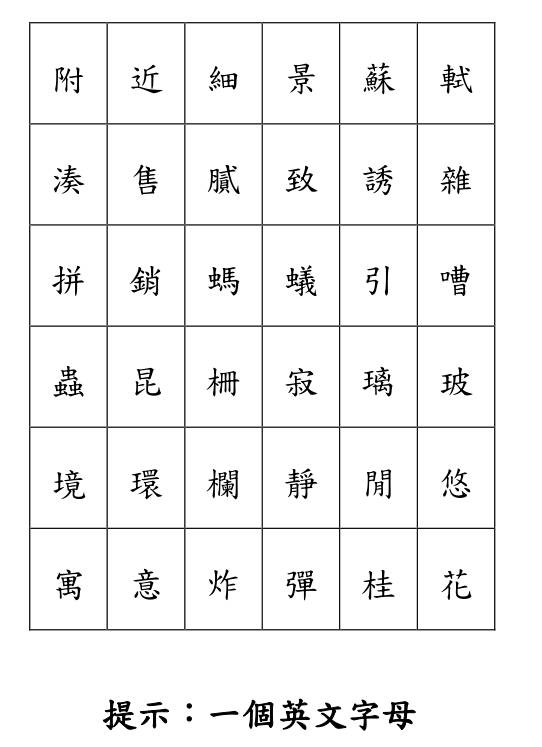 附 近 細 景 蘇 軾
湊 售 膩 致 誘 雜
拼 銷 螞 蟻 引 嘈
蟲 昆 柵 寂 璃 玻
境 環 欄 靜 閒 悠
寓 意 炸 彈 桂 花
提示：一個英文字母